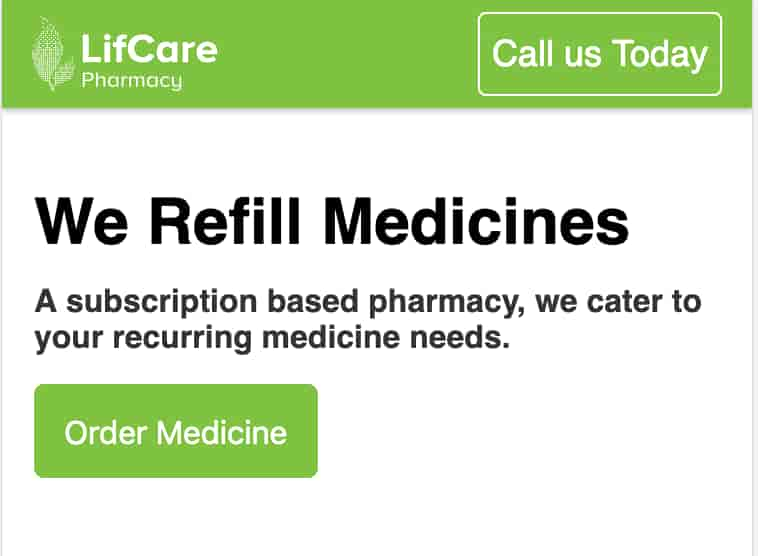 LifCare
Pharmacy
Call us Today
We Refill Medicines
A subscription based pharmacy, we cater to
your recurring medicine needs.
Order Medicine